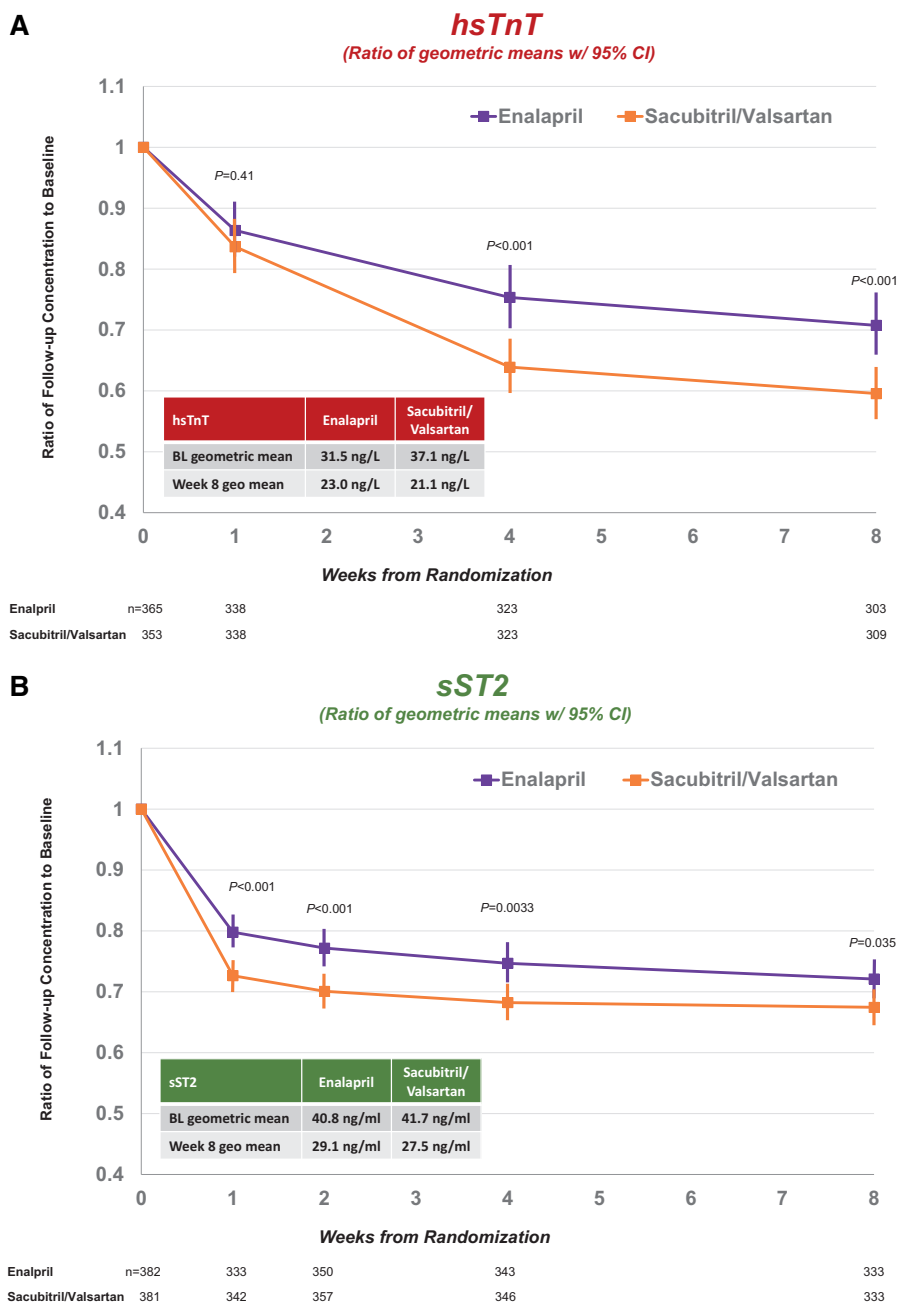 A
hsTnT
(Ratio of geometric means w/ 95% CI)
Ratio of Follow-up Concentration to Baseline
1.1
1
0.9
0.8
0.7
0.6
0.5
0.4
Enalapril Sacubitril/Valsartan
P=0.41
P<0.001
P<0.001
hsTnT Enalapril Sacubitril/
Valsartan
BL geometric mean 31.5 ng/L 37.1 ng/L
Week 8 geo mean 23.0 ng/L 21.1 ng/L
0 1 2 3 4 5 6 7 8
Weeks from Randomization
Enalpril n=365 338 323 303
Sacubitril/Valsartan 353 338 323 309
B
sST2
(Ratio of geometric means w/ 95% CI)
Ratio of Follow-up Concentration to Baseline
1.1
1
0.9
0.8
0.7
0.6
0.5
0.4
Enalapril Sacubitril/Valsartan
P<0.001
P<0.001
P=0.0033
P=0.035
sST2 Enalapril Sacubitril/
Valsartan
BL geometric mean 40.8 ng/ml 41.7 ng/ml
Week 8 geo mean 29.1 ng/ml 27.5 ng/ml
0 1 2 3 4 5 6 7 8
Weeks from Randomization
Enalpril n=382 333 350 343 333
Sacubitril/Valsartan 381 342 357 346 333